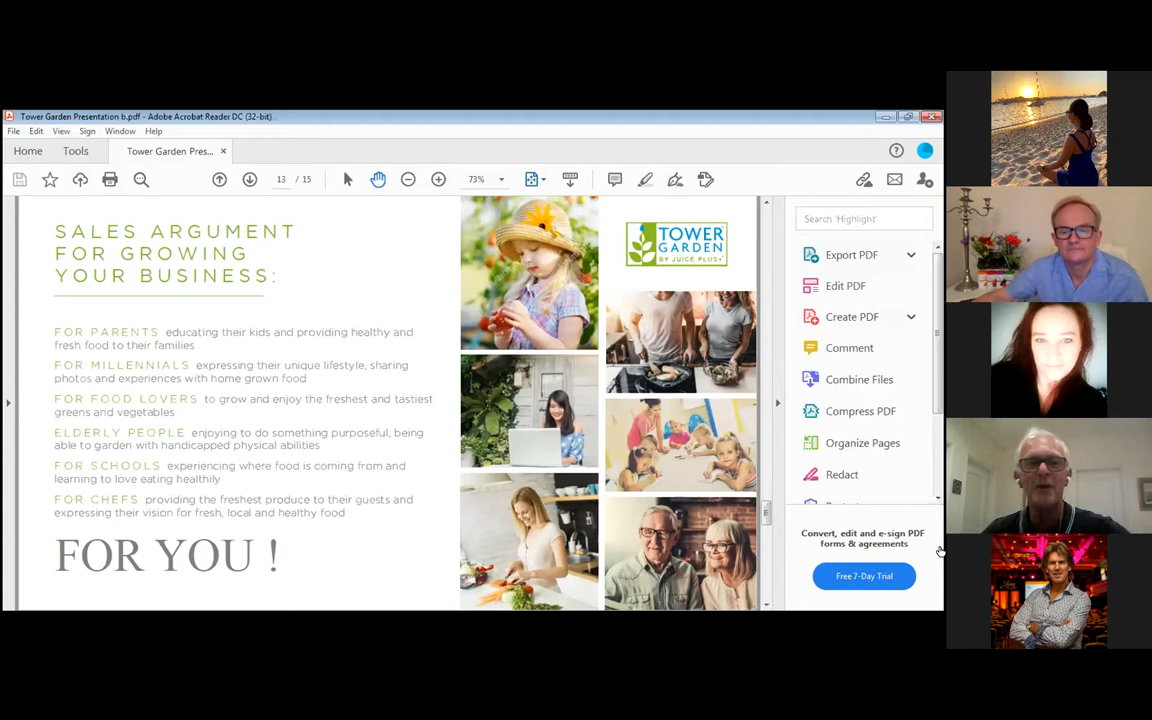 Tower Garden Presentation b.pdf - Adobe Acrobat Reader DC (32-bit)
File Edit View Sign Window Help
Home Tools Tower Garden Pres... ×
13 / 15 73%
SALES ARGUMENT
FOR GROWING
YOUR BUSINESS:
FOR PARENTS educating their kids and providing healthy and
fresh food to their families
FOR MILLENNIALS expressing their unique lifestyle, sharing
photos and experiences with home grown food
FOR FOOD LOVERS to grow and enjoy the freshest and tastiest
greens and vegetables
ELDERLY PEOPLE enjoying to do something purposeful, being
able to garden with handicapped physical abilities
FOR SCHOOLS experiencing where food is coming from and
learning to love eating healthily
FOR CHEFS providing the freshest produce to their guests and
expressing their vision for fresh, local and healthy food
FOR YOU !
TOWER
GARDEN
BY JUICE PLUS+
Search 'Highlight'
Export PDF
Edit PDF
Create PDF
Comment
Combine Files
Compress PDF
Organize Pages
Redact
Convert, edit and e-sign PDF
forms & agreements
Free 7-Day Trial